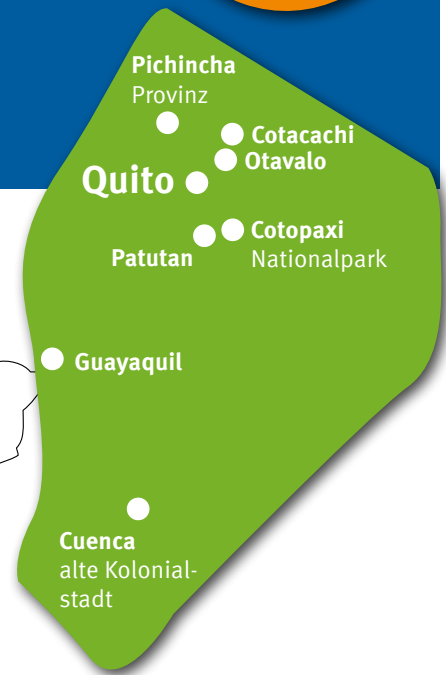 Pichincha
Provinz
Cotacachi
Otavalo
Quito
Cotopaxi
Nationalpark
Patutan
Guayaquil
Cuenca
alte Kolonial-
stadt